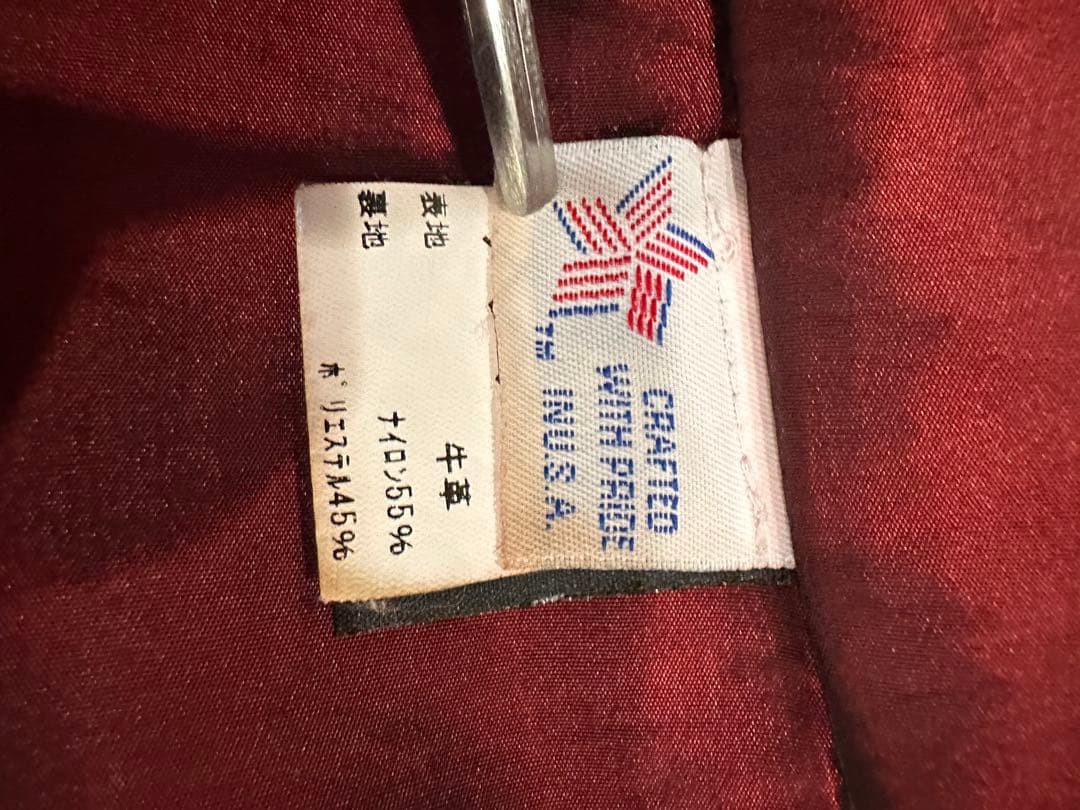 CRAFTED
WITH PRIDE
IN U.S.A.
TM
表地 牛革
裏地 ナイロン55%
ポリエステル45%